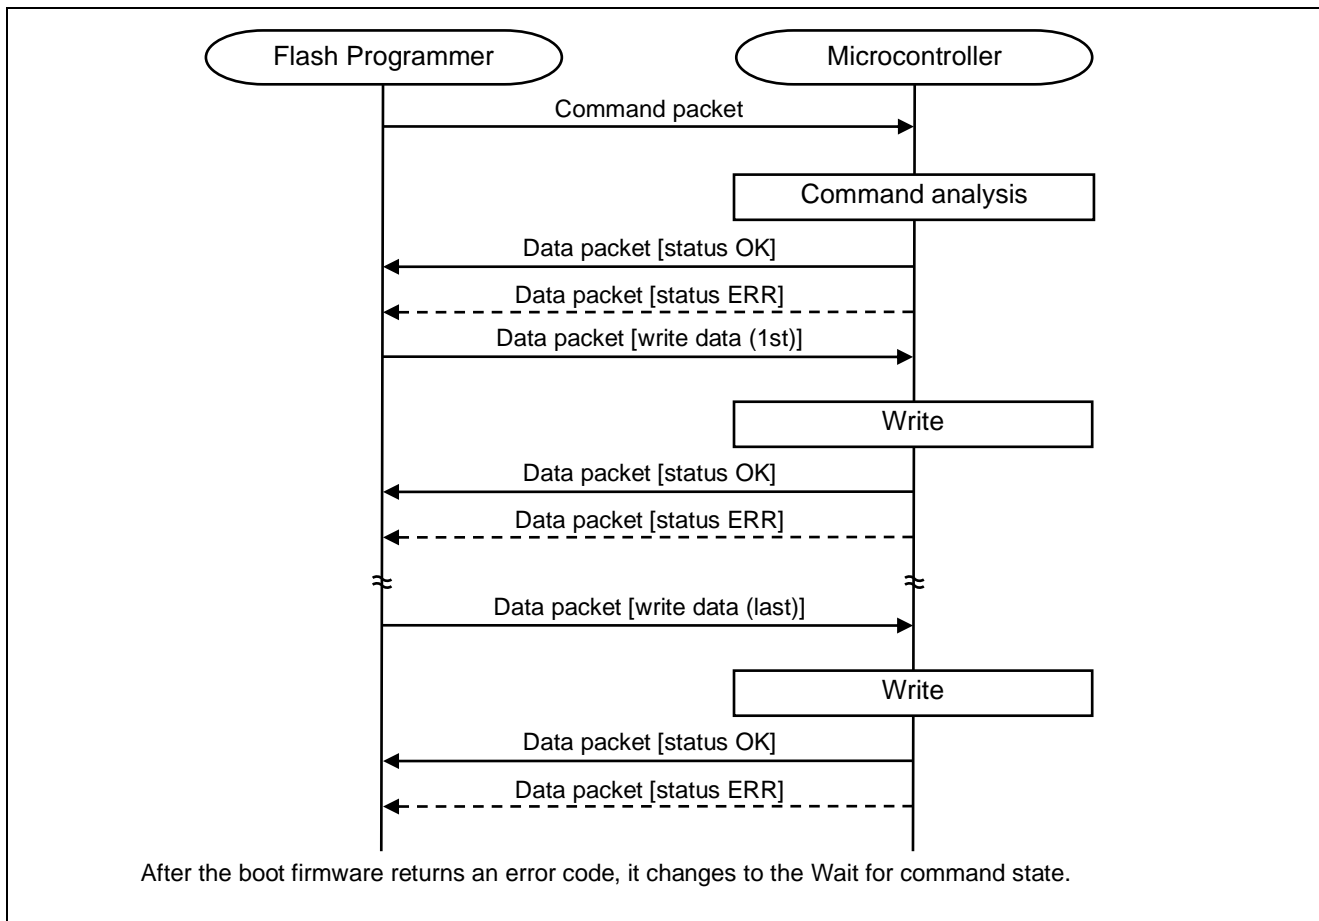 Flash Programmer
Microcontroller
Command packet
Command analysis
Data packet [status OK]
Data packet [status ERR]
Data packet [write data (1st)]
Write
Data packet [status OK]
Data packet [status ERR]
Data packet [write data (last)]
Write
Data packet [status OK]
Data packet [status ERR]
After the boot firmware returns an error code, it changes to the Wait for command state.